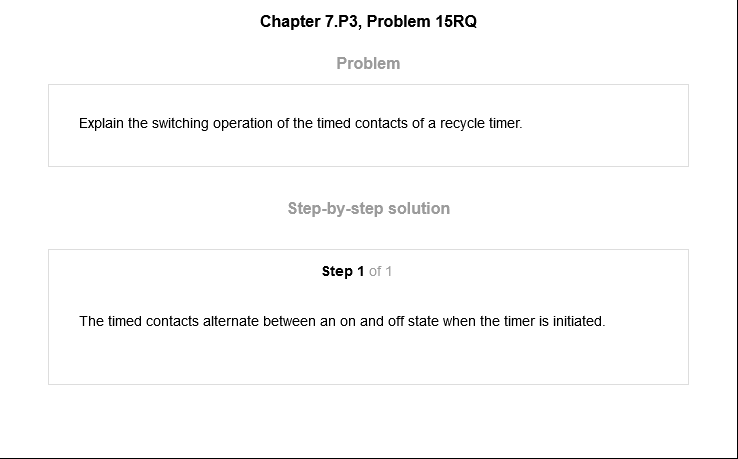 Chapter 7.P3, Problem 15RQ
Problem
Explain the switching operation of the timed contacts of a recycle timer.
Step-by-step solution
Step 1 of 1
The timed contacts alternate between an on and off state when the timer is initiated.